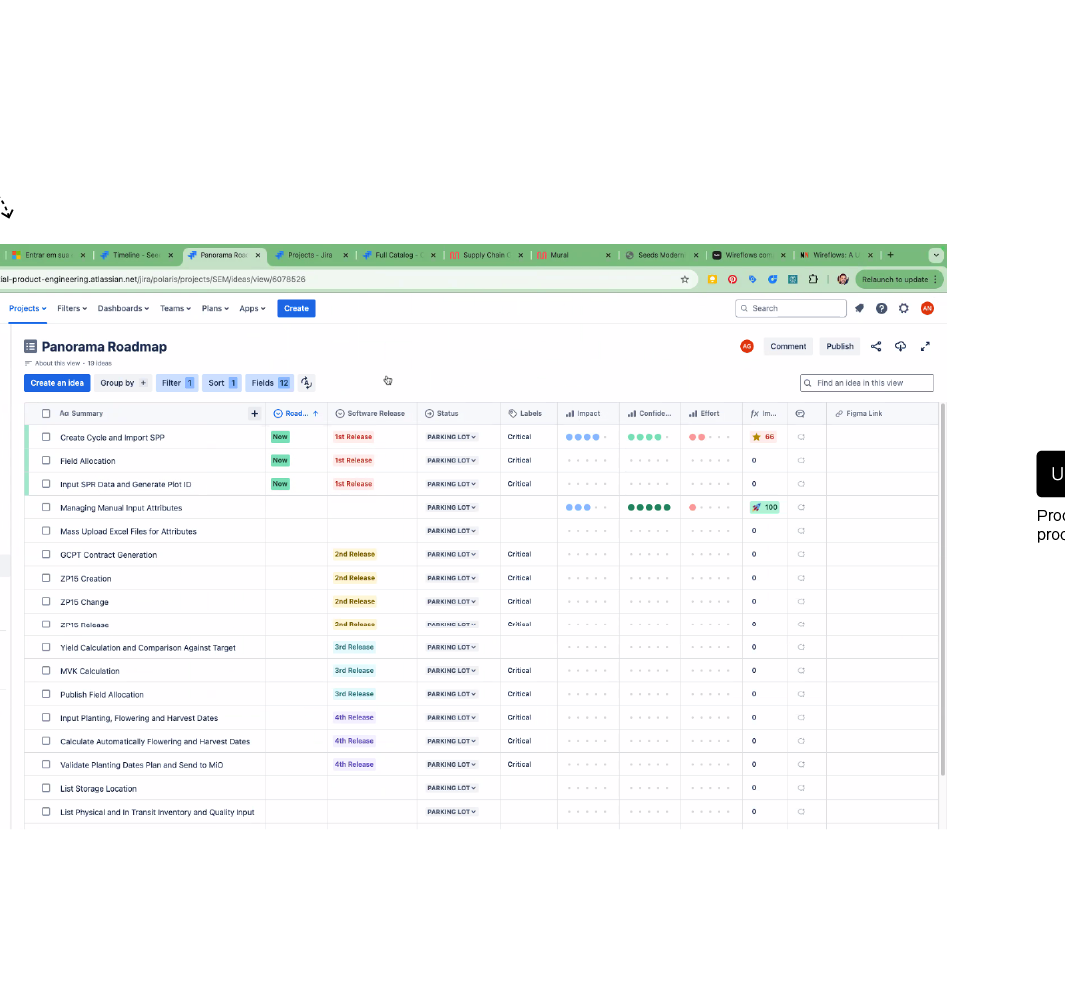 Entrar em sua
Timeline - See
Panorama Roa
Projects - Jira
Full Catalog -
Supply Chain
Mural
Seeds Modern
Wireflows com
Wireflows: A U
ial-product-engineering.atlassian.net/jira/polaris/projects/SEM/ideas/view/6078526
Relaunch to update
Projects Filters Dashboards Teams Plans Apps Create
Search
AN
Panorama Roadmap
AG Comment Publish
About this view - 19 ideas
Create an idea Group by + Filter 1 Sort 1 Fields 12
Find an idea in this view
Aa Summary + Road... Software Release Status Labels Impact Confide... Effort fx Im... Figma Link
Create Cycle and Import SPP New 1st Release PARKING LOT Critical 66
Field Allocation New 1st Release PARKING LOT Critical 0
Input SPR Data and Generate Plot ID New 1st Release PARKING LOT Critical 0
Managing Manual Input Attributes PARKING LOT Critical 100
Mass Upload Excel Files for Attributes PARKING LOT 0
GCPT Contract Generation 2nd Release PARKING LOT Critical 0
ZP15 Creation 2nd Release PARKING LOT Critical 0
ZP15 Change 2nd Release PARKING LOT Critical 0
ZP15 Release 2nd Release PARKING LOT Critical 0
Yield Calculation and Comparison Against Target 3rd Release PARKING LOT 0
MVK Calculation 3rd Release PARKING LOT Critical 0
Publish Field Allocation 3rd Release PARKING LOT Critical 0
Input Planting, Flowering and Harvest Dates 4th Release PARKING LOT Critical 0
Calculate Automatically Flowering and Harvest Dates 4th Release PARKING LOT Critical 0
Validate Planting Dates Plan and Send to MiO 4th Release PARKING LOT Critical 0
List Storage Location PARKING LOT 0
List Physical and In Transit Inventory and Quality Input PARKING LOT 0
U
Proc
proc